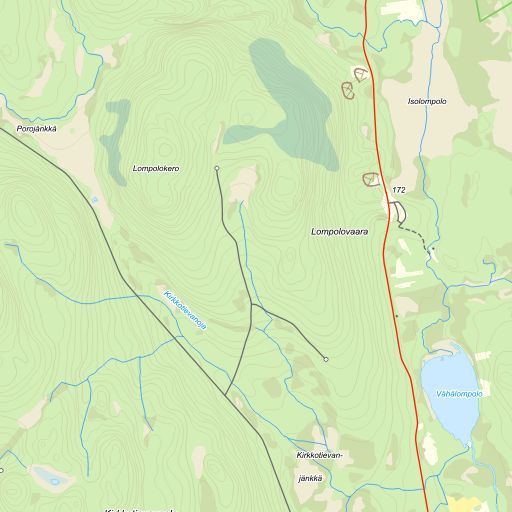 Isolompolo
Porojänkkä
Lompolokero
172
Lompolovaara
Kirkkotievanoja
Vähälompolo
Kirkkotievan-
jänkkä